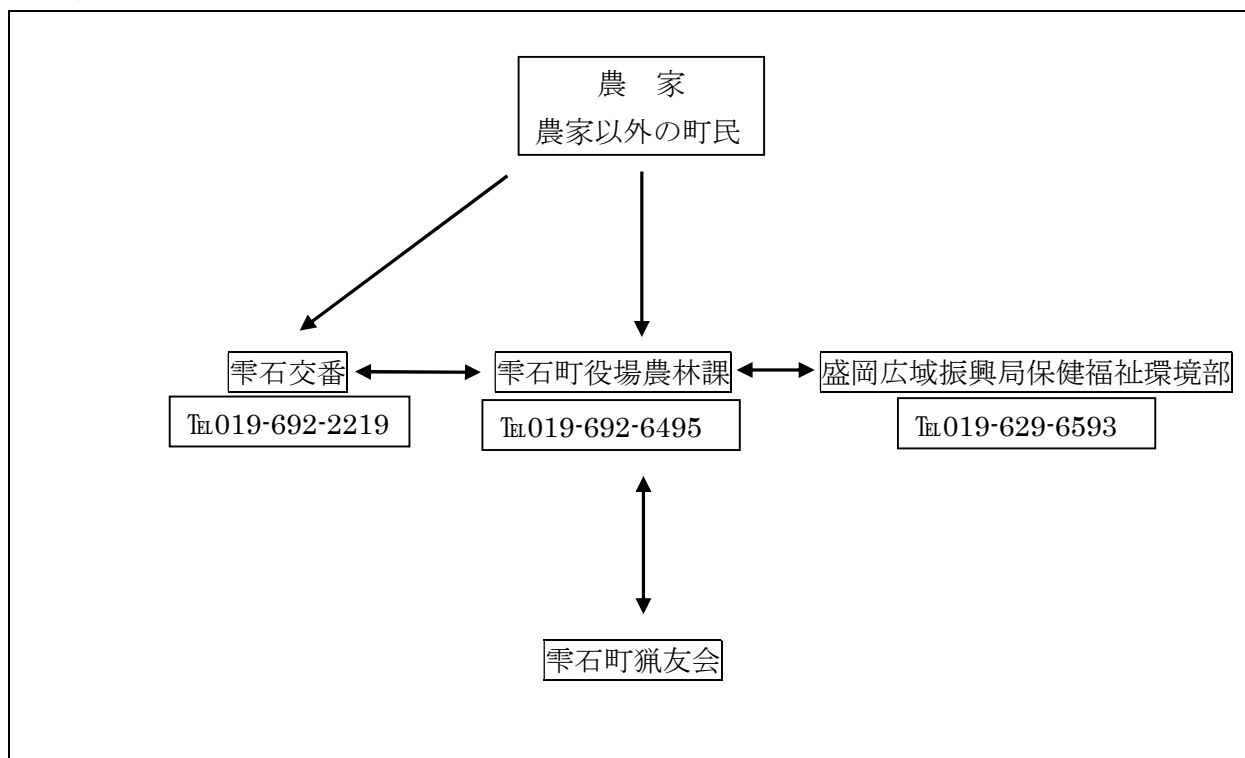 農　家
農家以外の町民
雫石交番
雫石町役場農林課
盛岡広域振興局保健福祉環境部
℡019-692-2219
℡019-692-6495
℡019-629-6593
雫石町猟友会